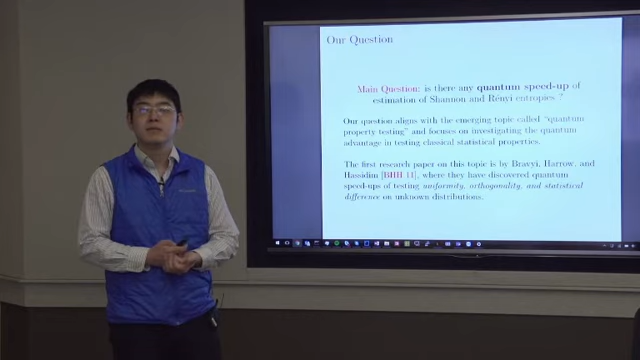 Our Question
Main Question: is there any quantum speed-up of
estimation of Shannon and Rényi entropies ?
Our question aligns with the emerging topic called "quantum
property testing" and focuses on investigating the quantum
advantage in testing classical statistical properties.
The first research paper on this topic is by Bravyi, Harrow, and
Hassidim [BHH 11], where they have discovered quantum
speed-ups of testing uniformity, orthogonality, and statistical
difference on unknown distributions.